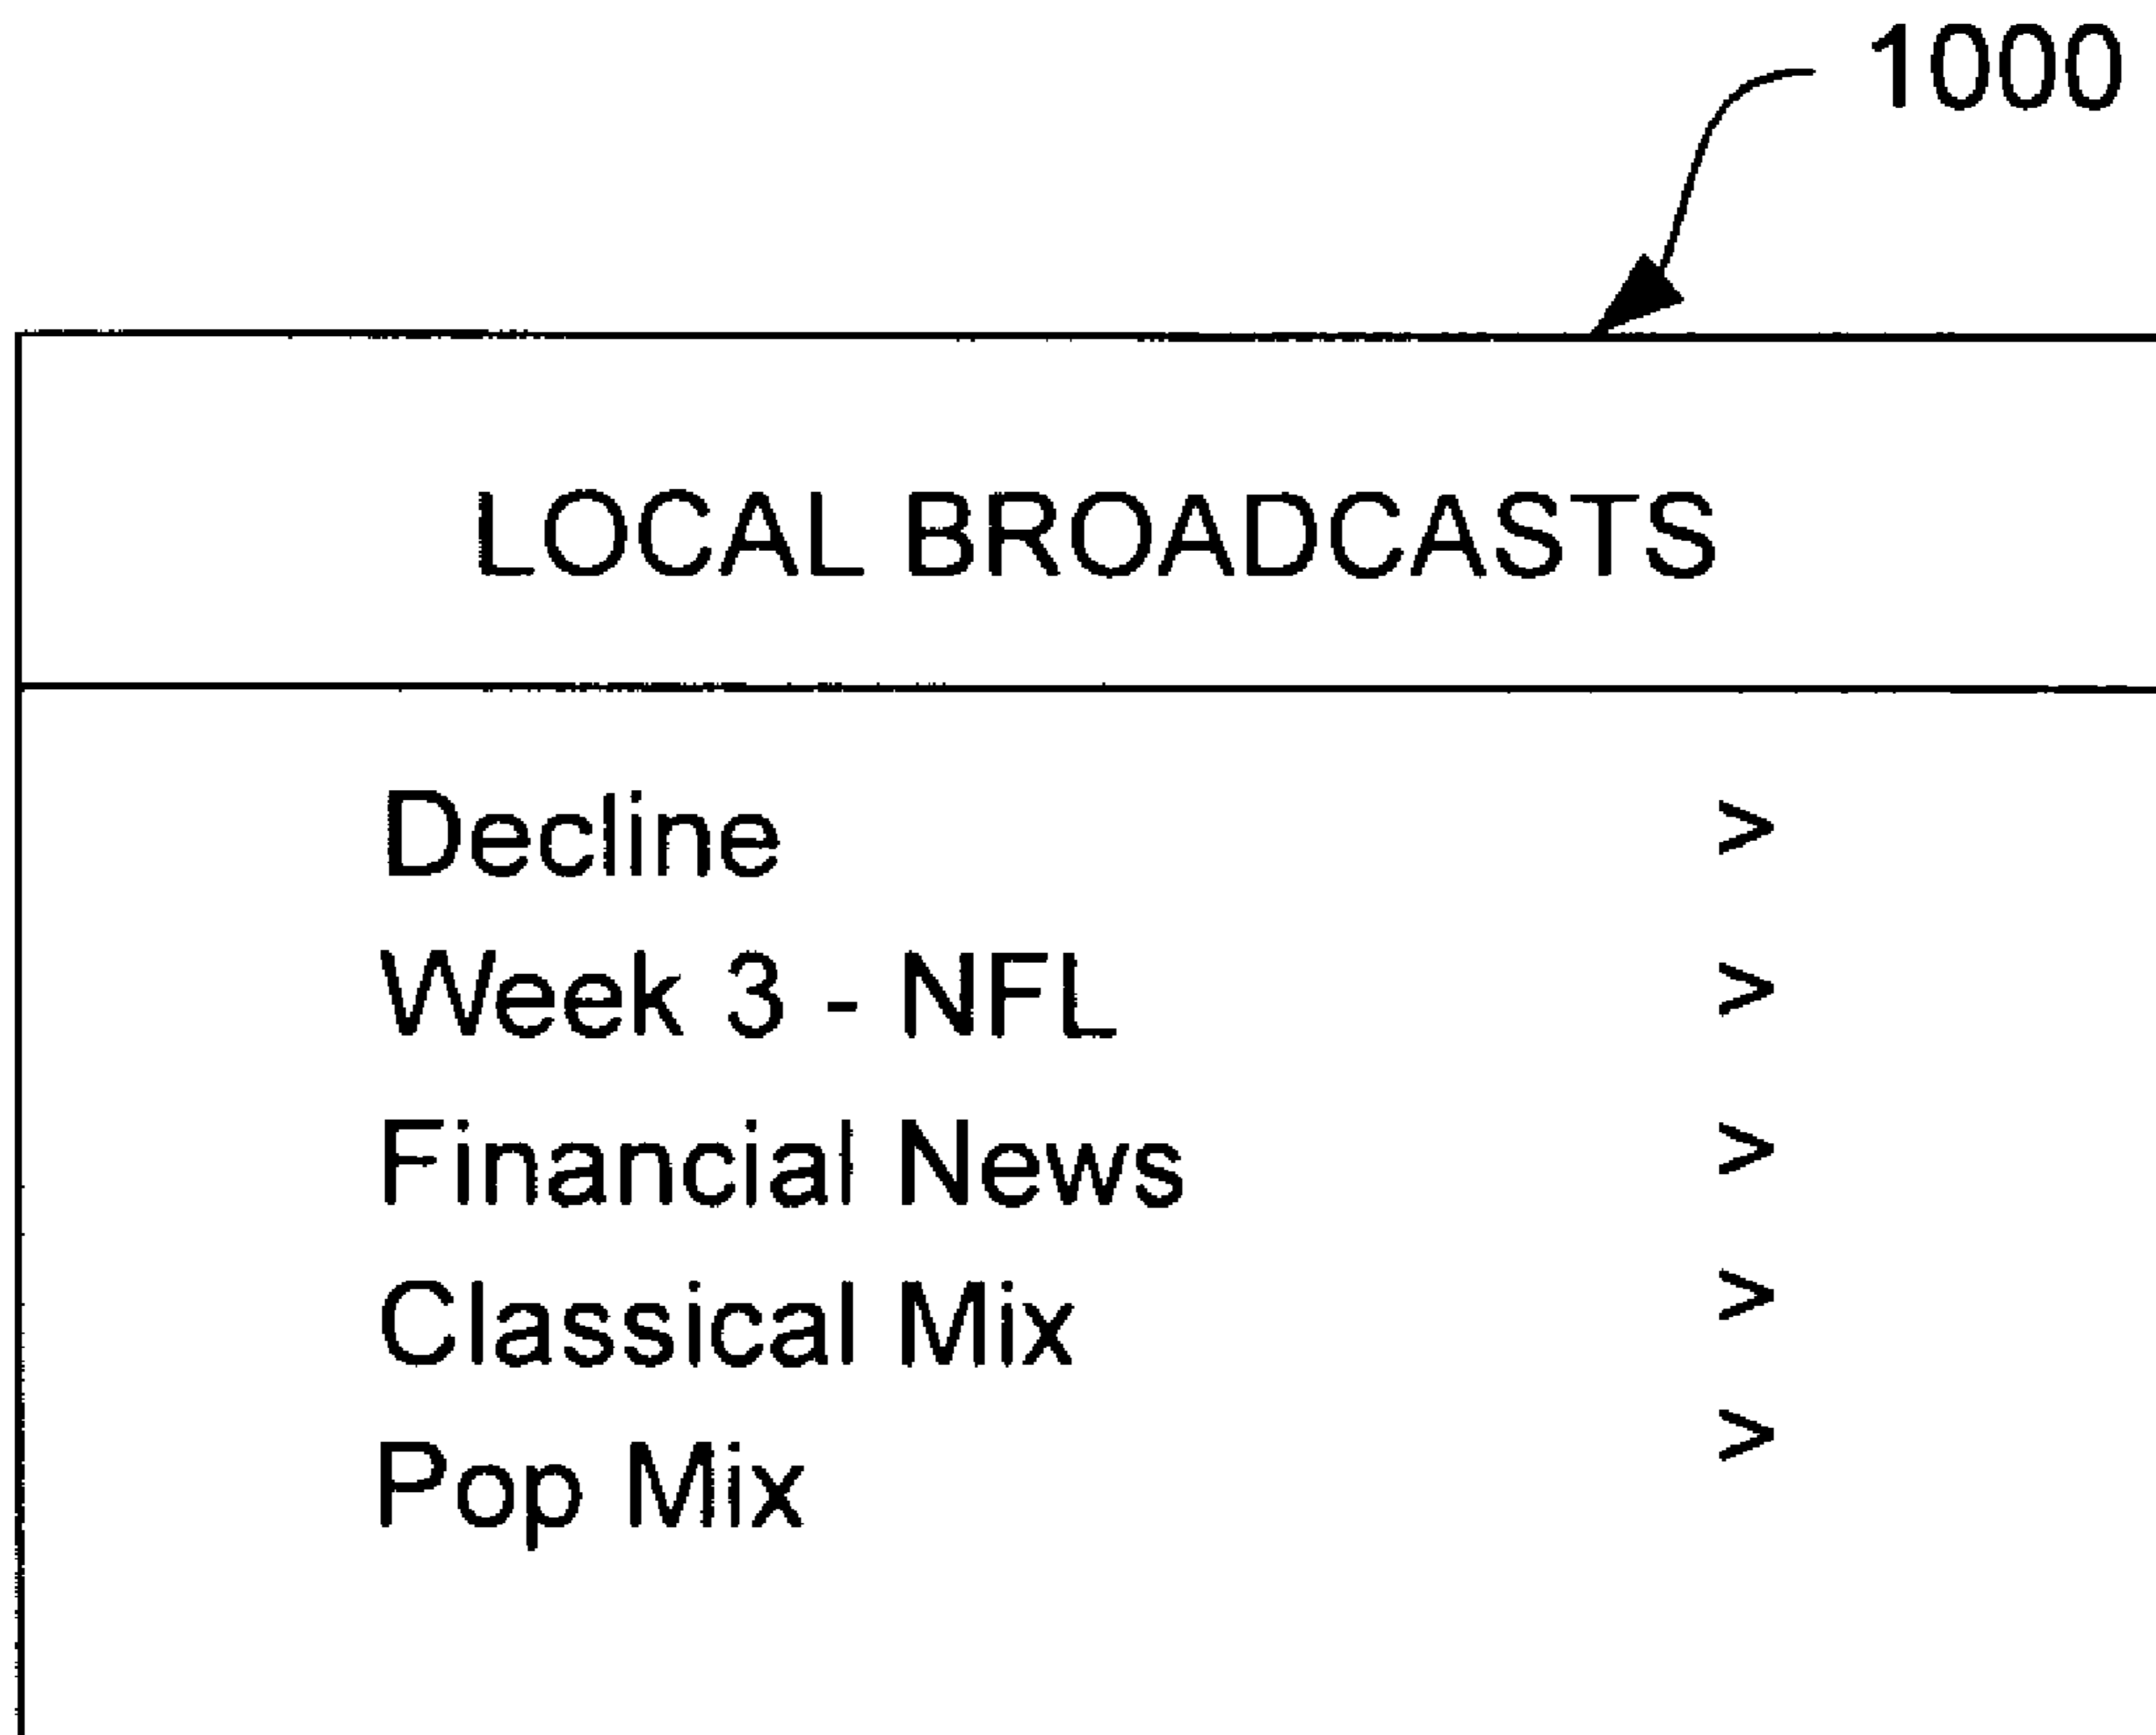 1000
LOCAL BROADCASTS
Decline >
Week 3 - NFL >
Financial News >
Classical Mix >
Pop Mix >